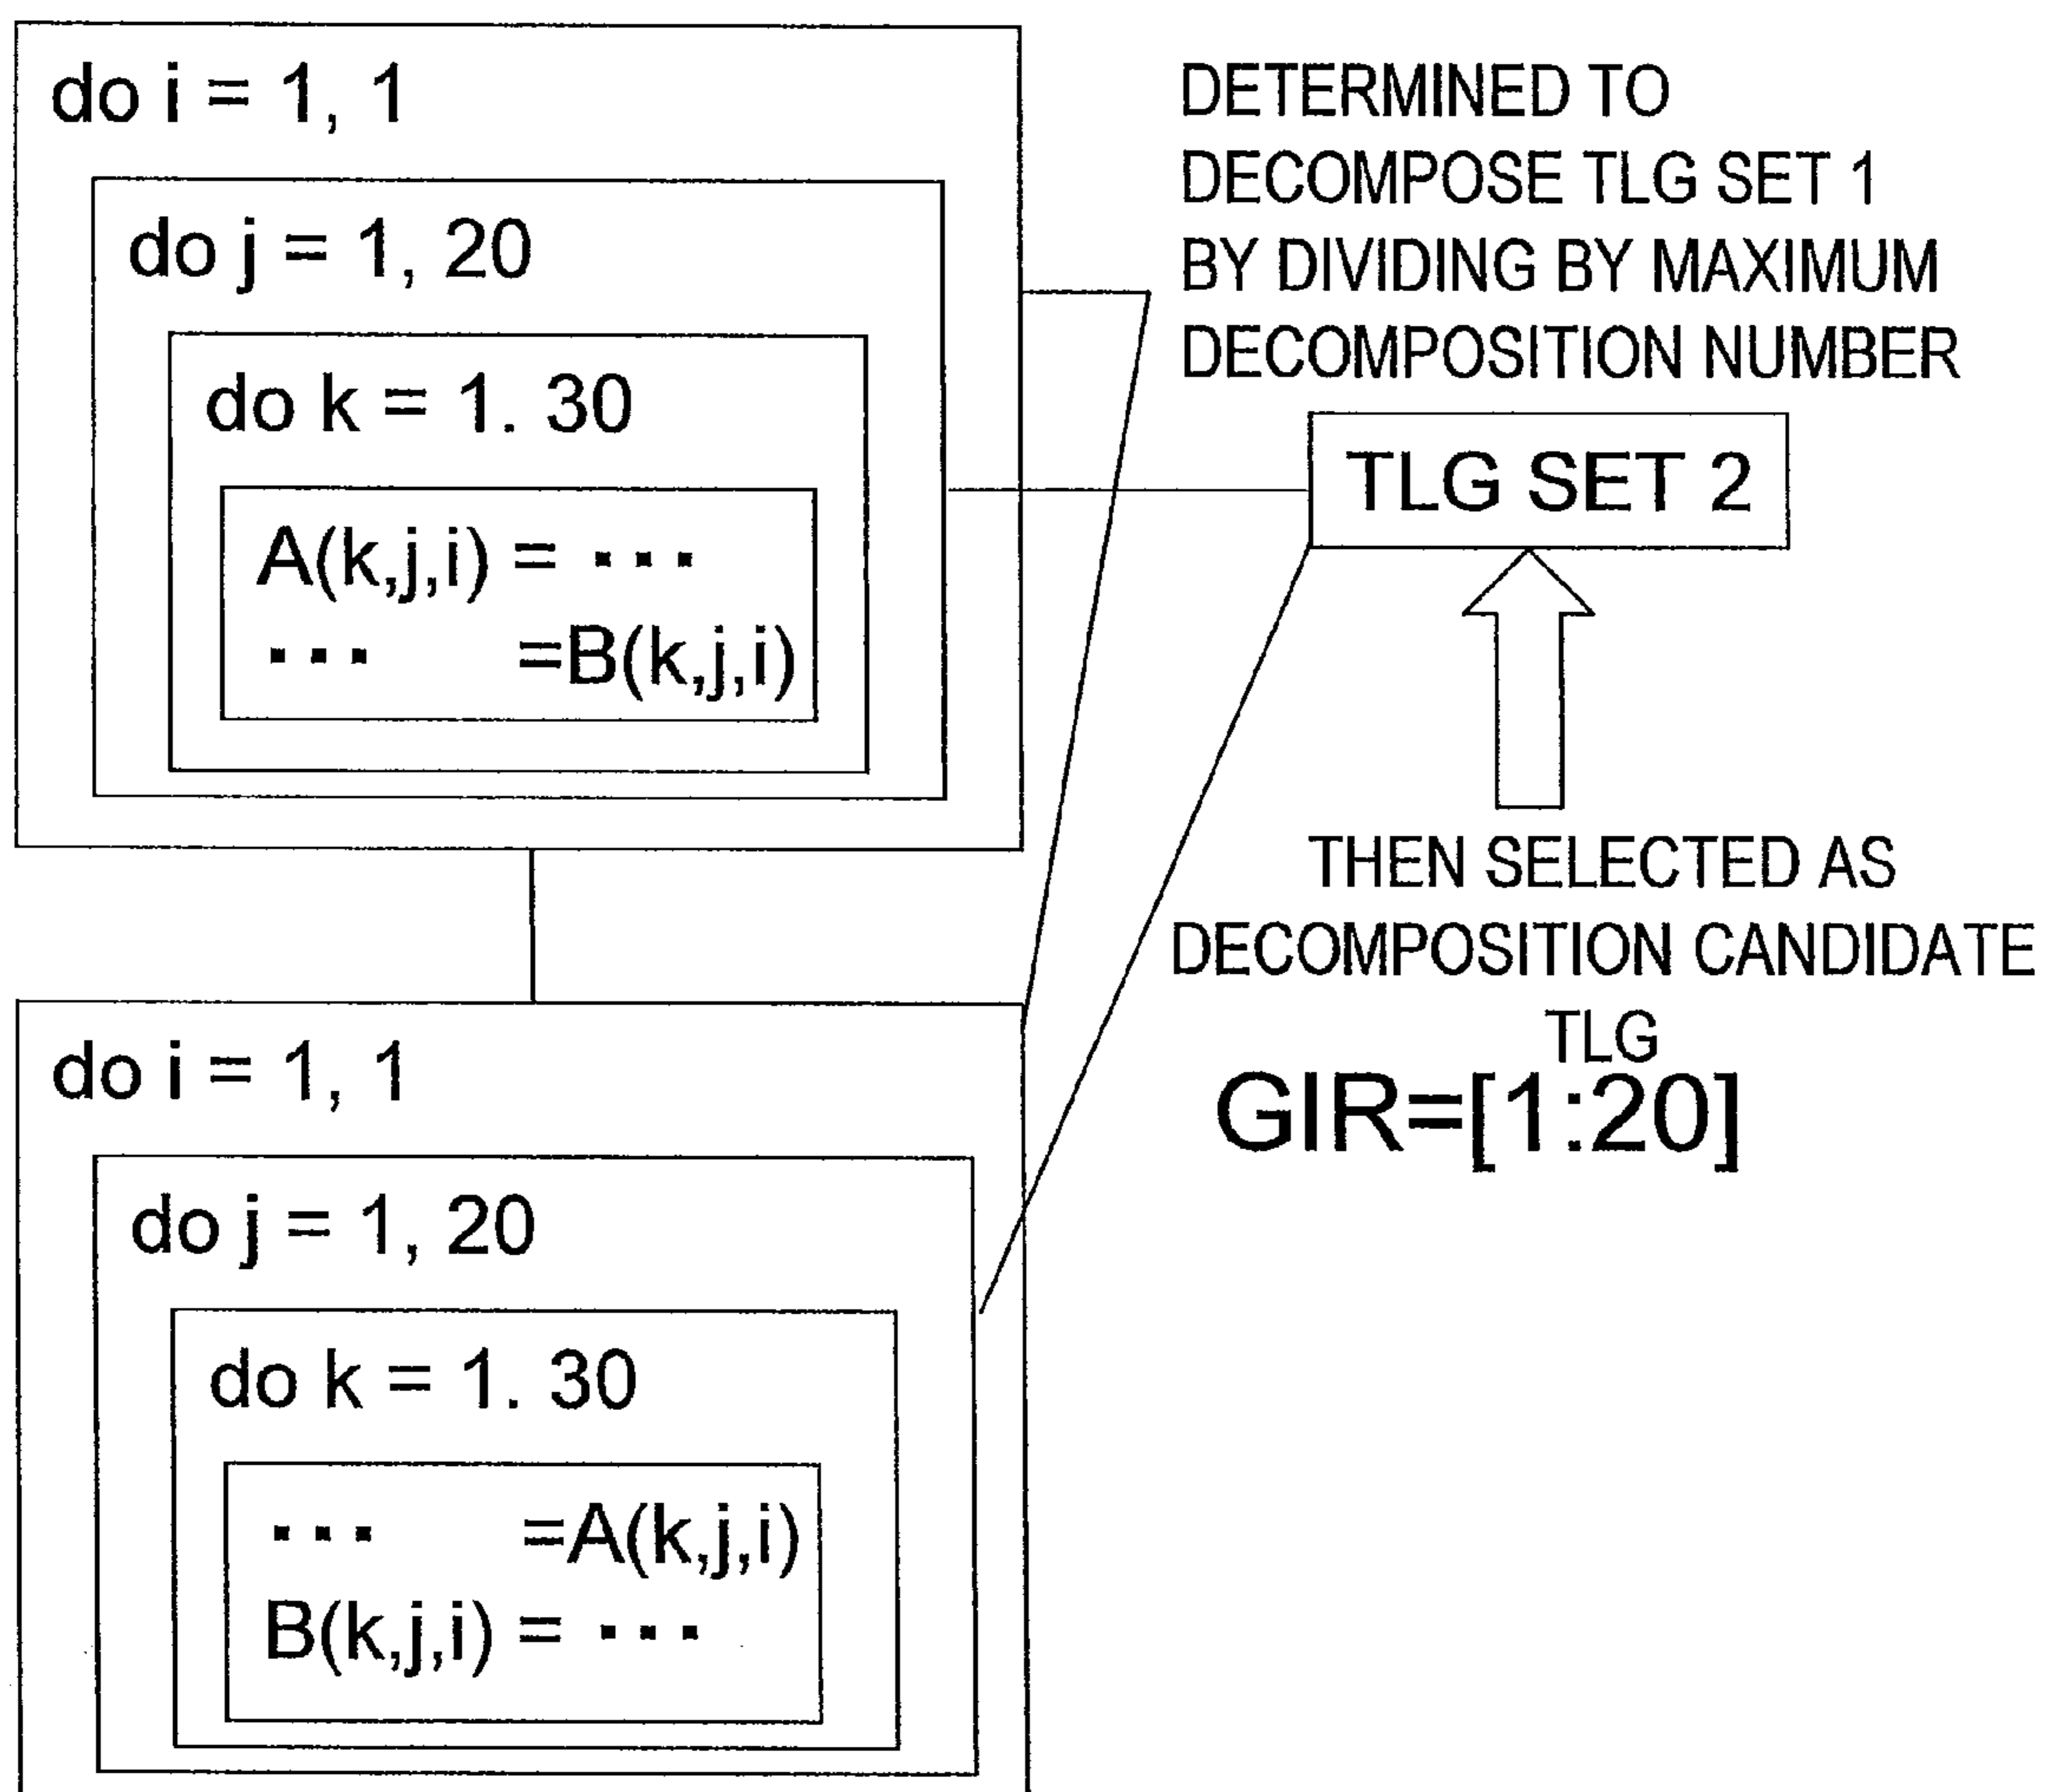 do i = 1, 1
do j = 1, 20
do k = 1. 30
A(k,j,i) = ···
··· =B(k,j,i)
DETERMINED TO
DECOMPOSE TLG SET 1
BY DIVIDING BY MAXIMUM
DECOMPOSITION NUMBER
TLG SET 2
THEN SELECTED AS
DECOMPOSITION CANDIDATE
TLG
GIR=[1:20]
do i = 1, 1
do j = 1, 20
do k = 1. 30
··· =A(k,j,i)
B(k,j,i) = ···